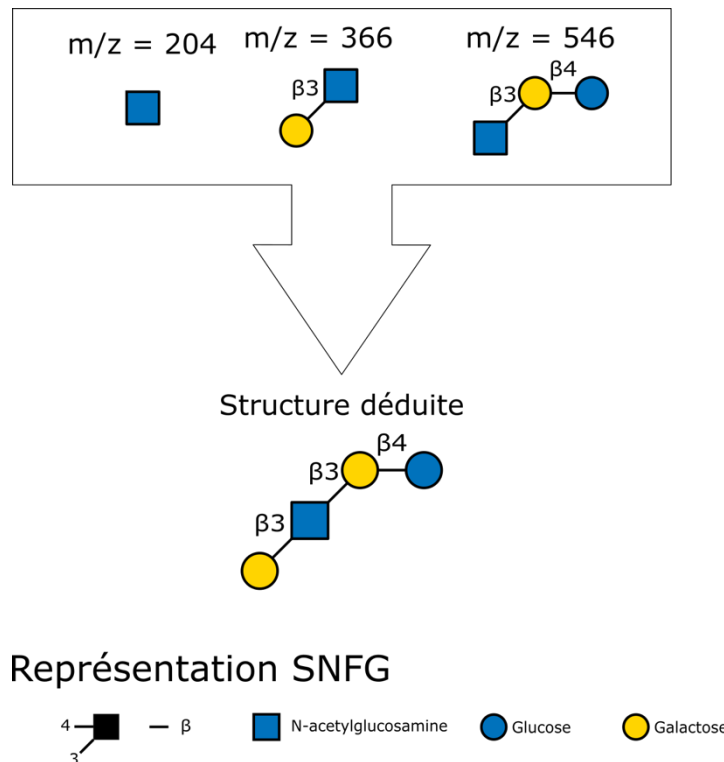 m/z = 204 m/z = 366 m/z = 546
β3
β3 β4
Structure déduite
β3 β3 β4
Représentation SNFG
4 3 β N-acetylglucosamine Glucose Galactose